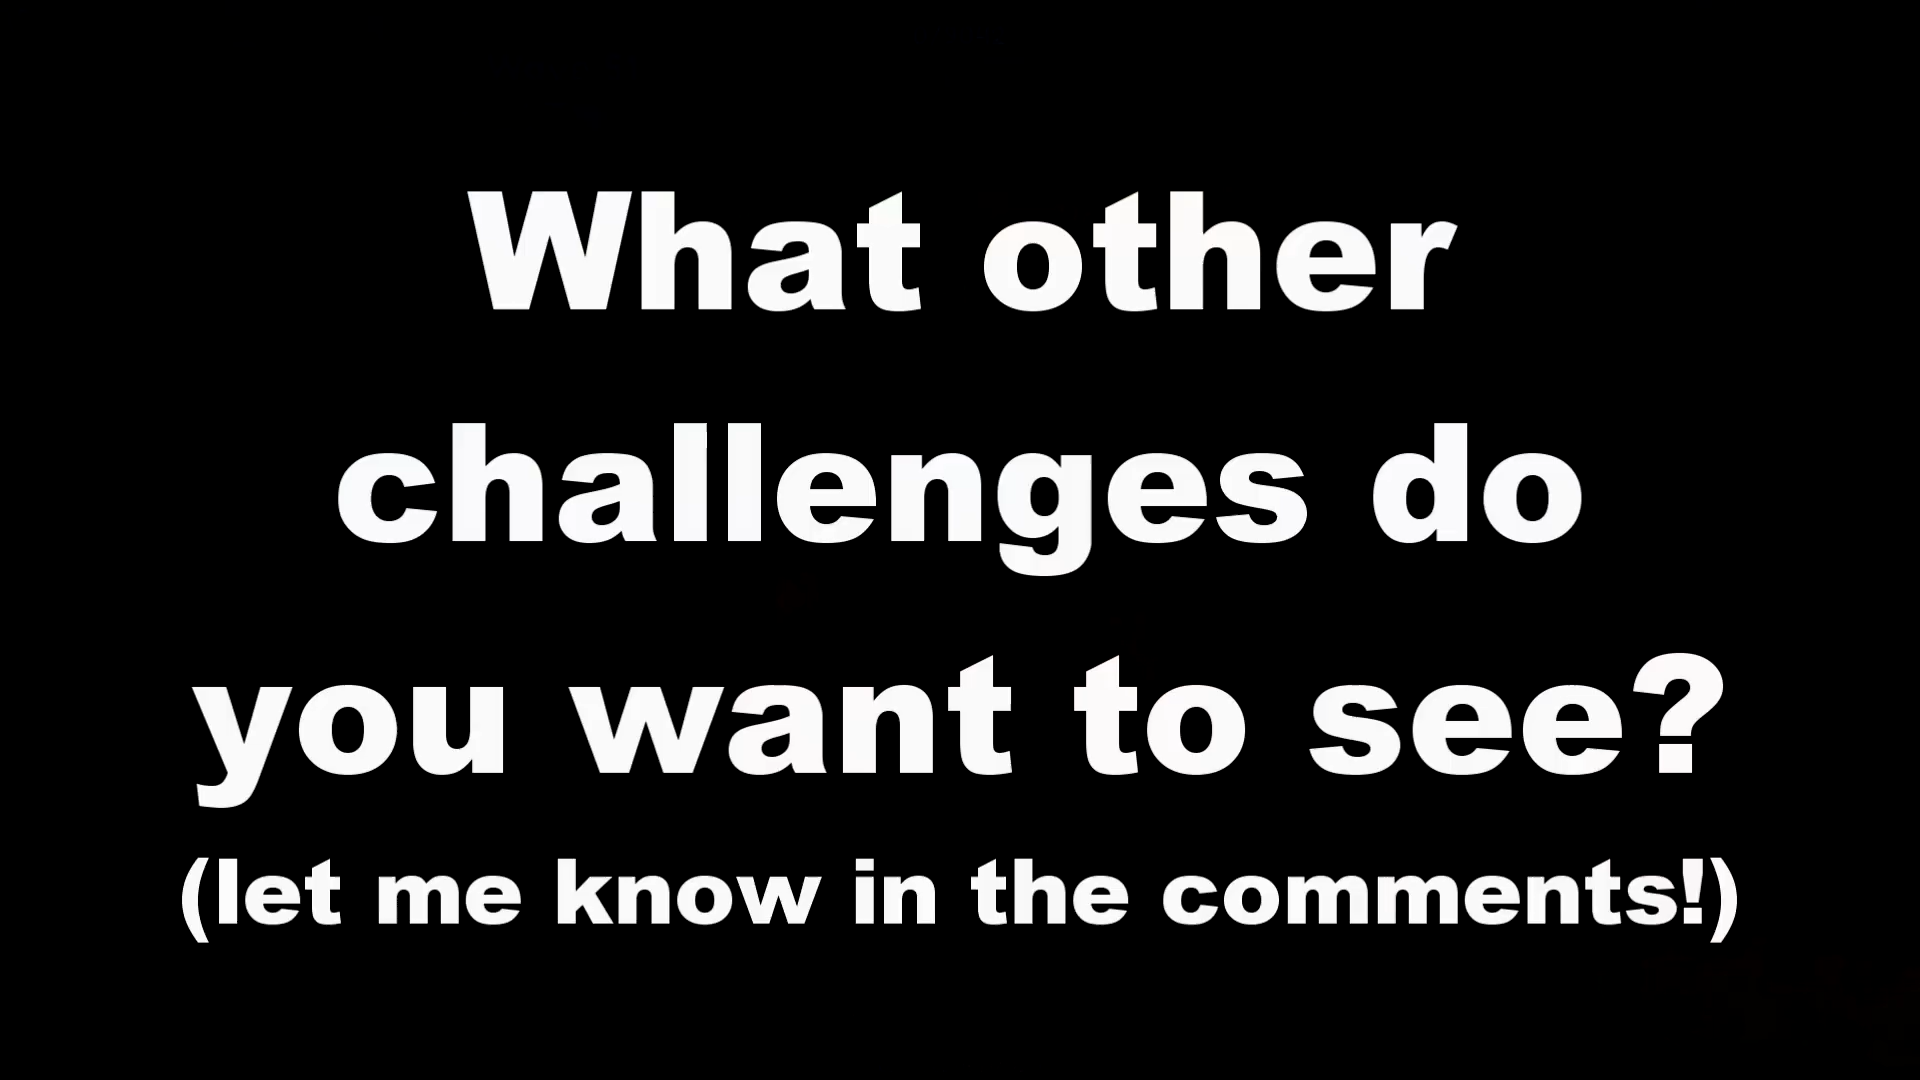 What other
challenges do
you want to see?
(let me know in the comments!)